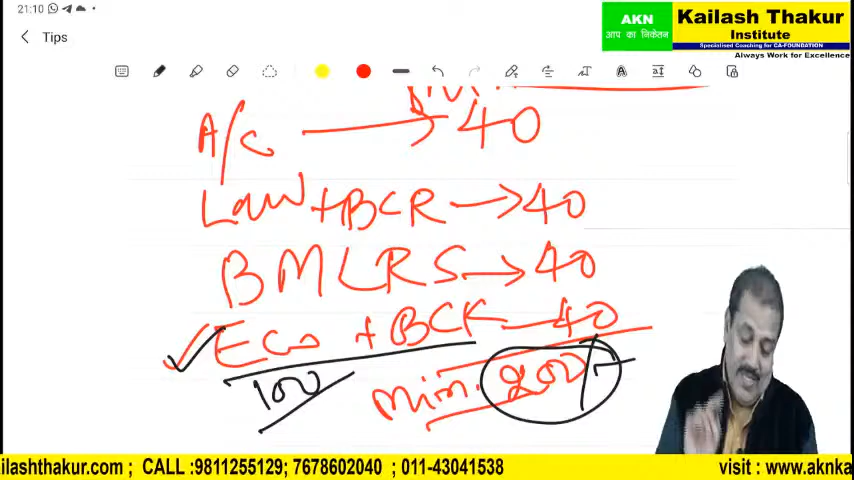 21:10
Tips
AKN
आप का निकेतन
Kailash Thakur
Institute
Specialised Coaching for CA-FOUNDATION
Always Work for Excellence
A/C → 40
Law + BCR → 40
BMLRS → 40
✓ Eco + BCK — 40
100
min. 200/-
ilashthakur.com ; CALL :9811255129; 7678602040 ; 011-43041538
visit : www.aknka